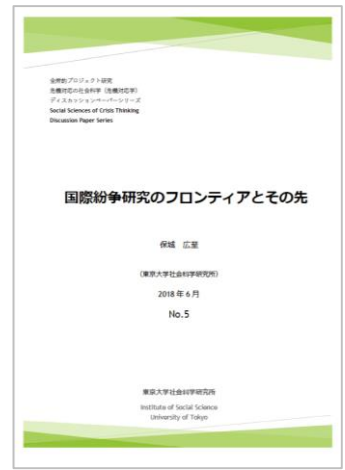 全所的プロジェクト研究
危機対応の社会科学（危機対応学）
ディスカッションペーパーシリーズ
Social Sciences of Crisis Thinking
Discussion Paper Series
国際紛争研究のフロンティアとその先
保城 広至
（東京大学社会科学研究所）
2018 年 6 月
No.5
東京大学社会科学研究所
Institute of Social Science
University of Tokyo